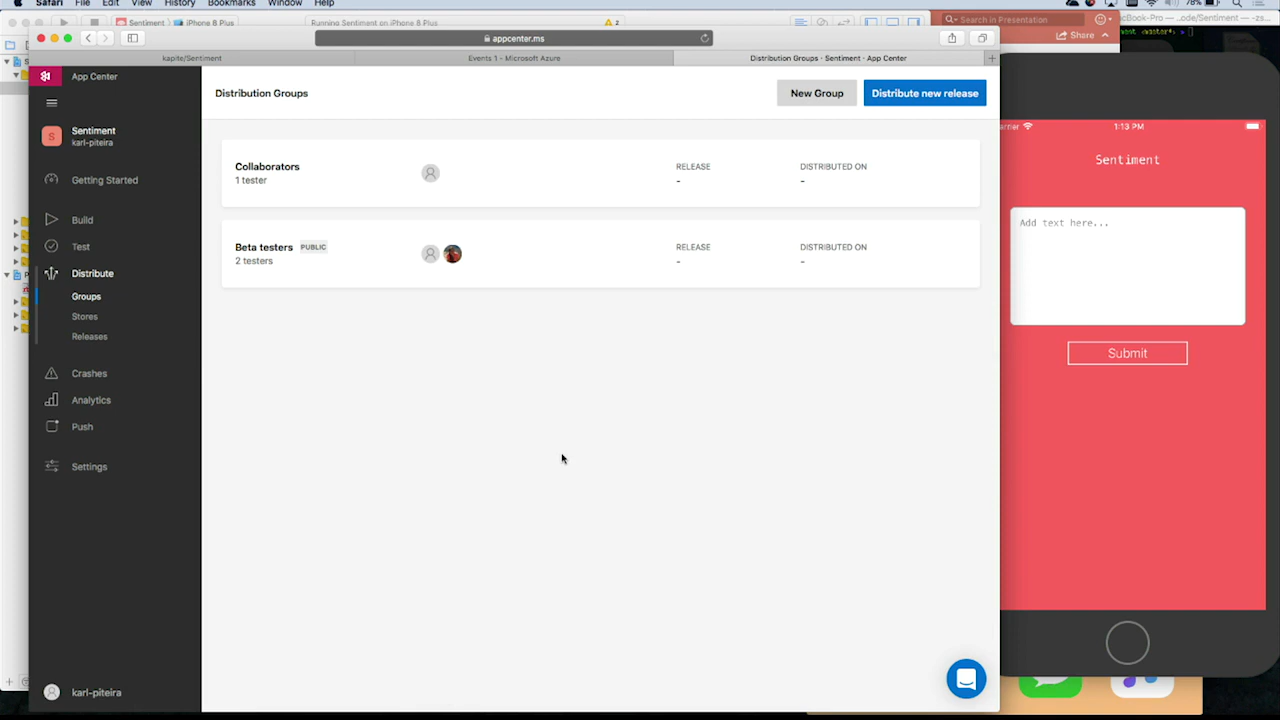 Safari File Edit View History Bookmarks Window Help 78%
Sentiment iPhone 8 Plus Running Sentiment on iPhone 8 Plus 2
Search in Presentation
Share
appcenter.ms
kapite/Sentiment Events 1 - Microsoft Azure Distribution Groups · Sentiment · App Center
App Center
Distribution Groups New Group Distribute new release
S Sentiment
karl-piteira
Getting Started
Build
Test
Distribute
Groups
Stores
Releases
Crashes
Analytics
Push
Settings
karl-piteira
Collaborators RELEASE DISTRIBUTED ON
1 tester - -
Beta testers PUBLIC RELEASE DISTRIBUTED ON
2 testers - -
1:13 PM
Sentiment
Add text here...
Submit